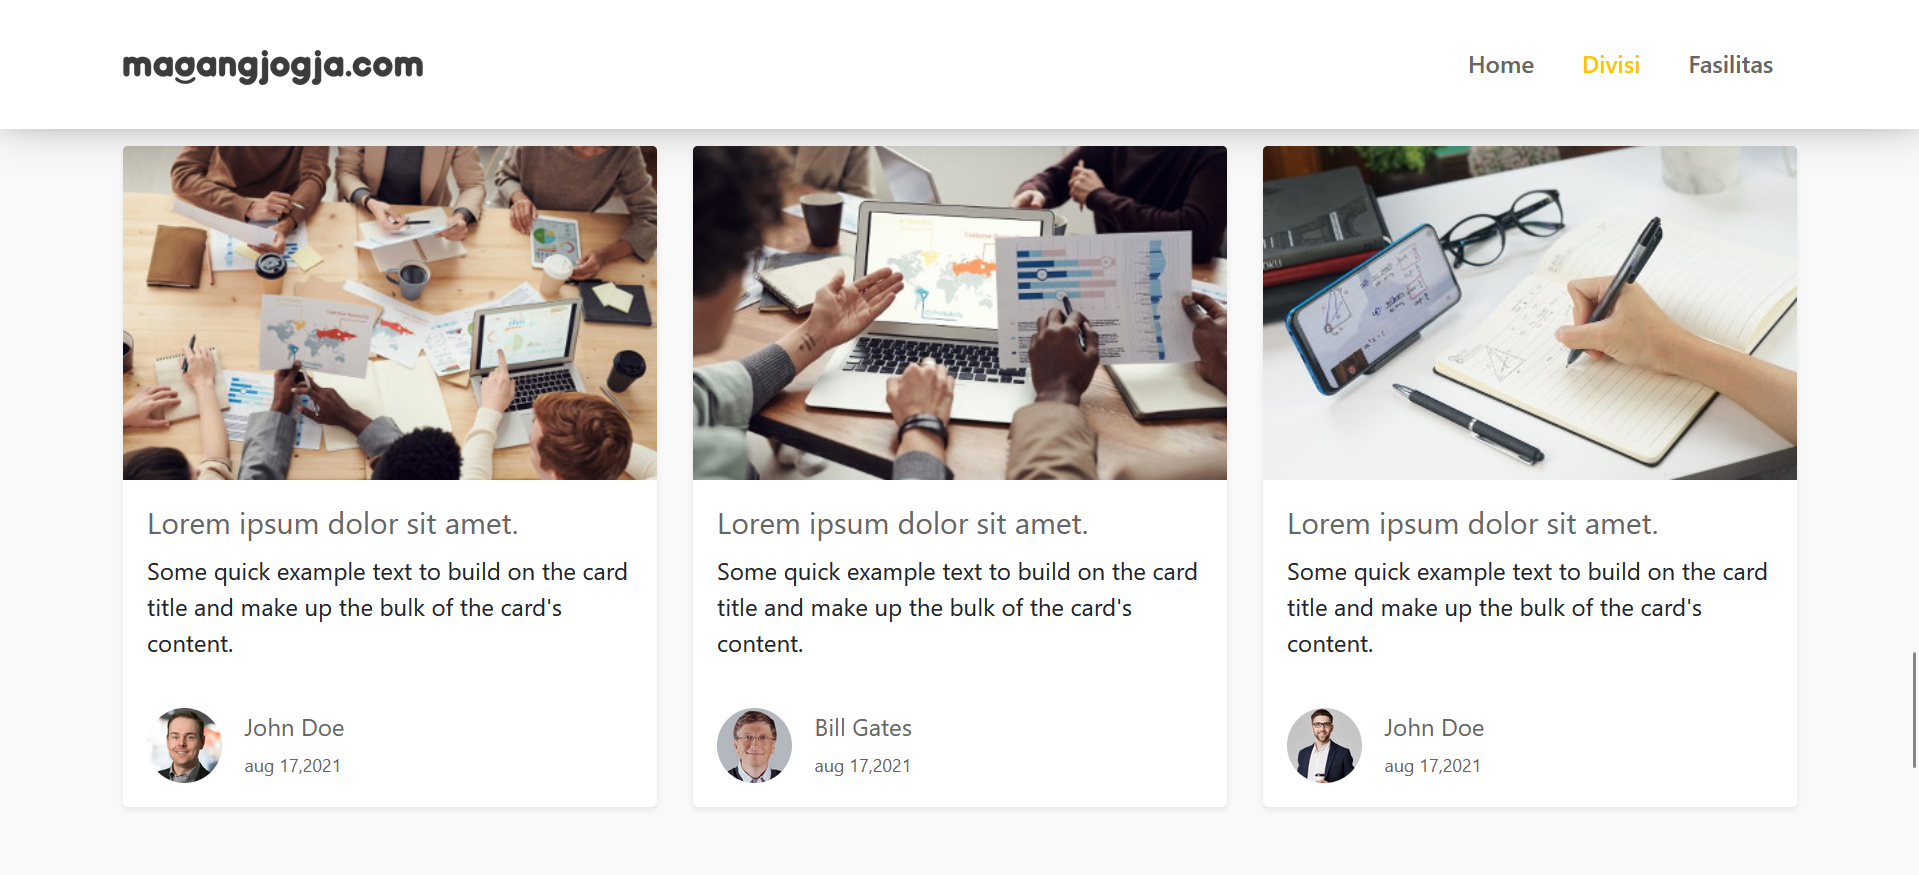 magangjogja.com
Home Divisi Fasilitas
Lorem ipsum dolor sit amet.
Some quick example text to build on the card
title and make up the bulk of the card's
content.
John Doe
aug 17,2021
Lorem ipsum dolor sit amet.
Some quick example text to build on the card
title and make up the bulk of the card's
content.
Bill Gates
aug 17,2021
Lorem ipsum dolor sit amet.
Some quick example text to build on the card
title and make up the bulk of the card's
content.
John Doe
aug 17,2021